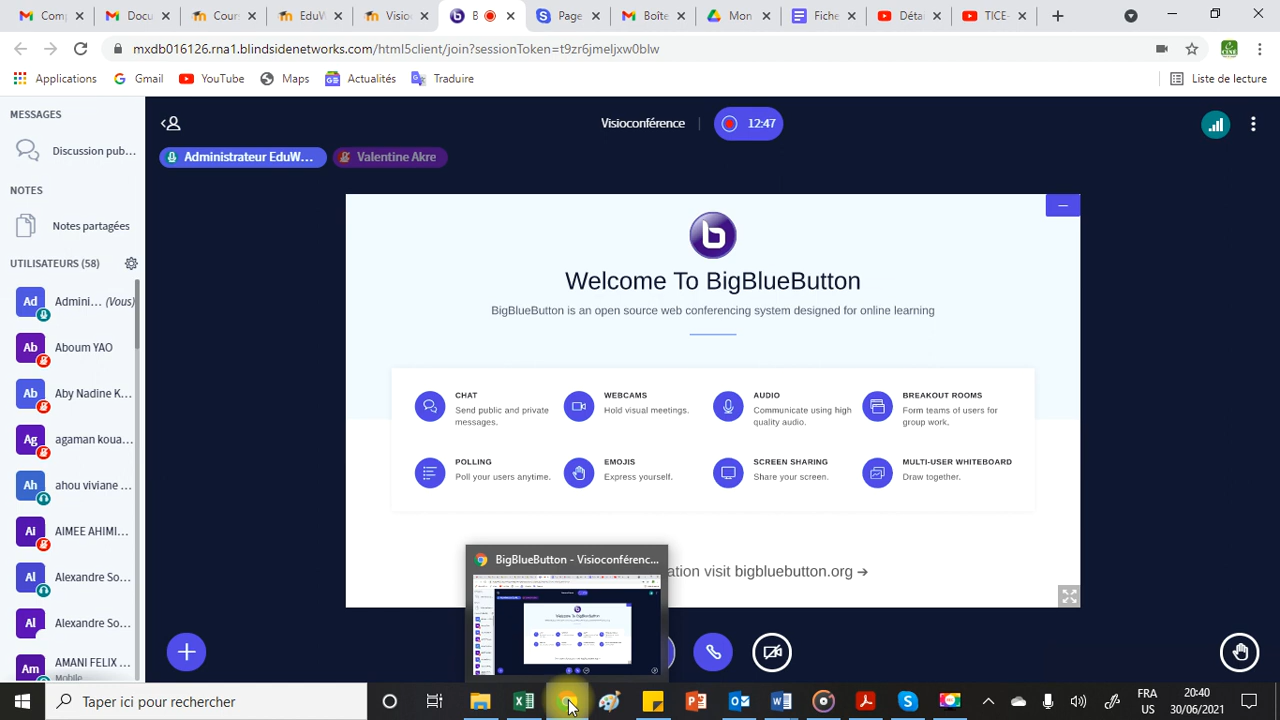 M Mon
M Docu
Cour
EduW
Visio
B
Page
M Boîte
Mon
Fiche
Détai
TICE-
mxdb016126.rna1.blindsidenetworks.com/html5client/join?sessionToken=t9zr6jmeljxw0blw
Applications
Gmail
YouTube
Maps
Actualités
Traduire
Liste de lecture
MESSAGES
Discussion pub...
NOTES
Notes partagées
UTILISATEURS (58)
Ad Admini... (Vous)
Ab Aboum YAO
Ab Aby Nadine K...
Ag agaman koua...
Ah ahou viviane ...
Ai AIMEE AHIMI...
Al Alexandre So...
Al Alexandre So...
Am AMANI FELIX ...
Mobile
Visioconférence
12:47
Administrateur EduW...
Valentine Akre
b
Welcome To BigBlueButton
BigBlueButton is an open source web conferencing system designed for online learning
CHAT
Send public and private
messages.
WEBCAMS
Hold visual meetings.
AUDIO
Communicate using high
quality audio.
BREAKOUT ROOMS
Form teams of users for
group work.
POLLING
Poll your users anytime.
EMOJIS
Express yourself.
SCREEN SHARING
Share your screen.
MULTI-USER WHITEBOARD
Draw together.
ation visit bigbluebutton.org →
BigBlueButton - Visioconférenc...
Welcome To BigBlueButton
Taper ici pour rechercher
FRA
US
20:40
30/06/2021